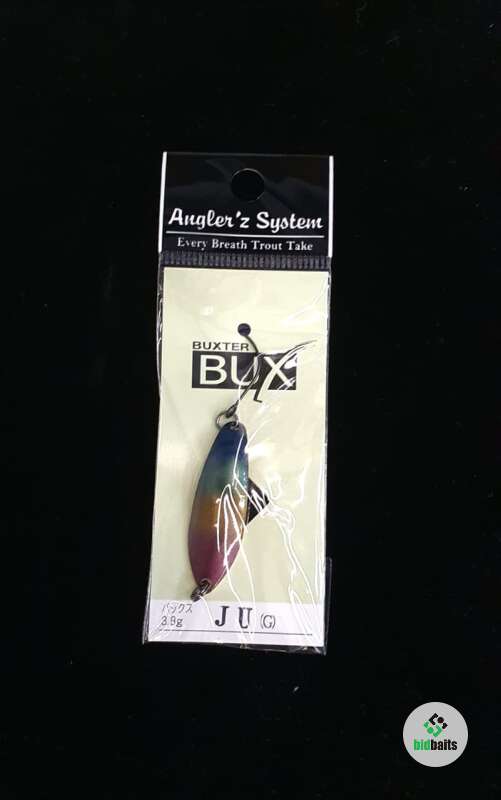 Angler'z System
Every Breath Trout Take
BUXTER
BUX
バックス
3.8g
JU (G)
bidbaits